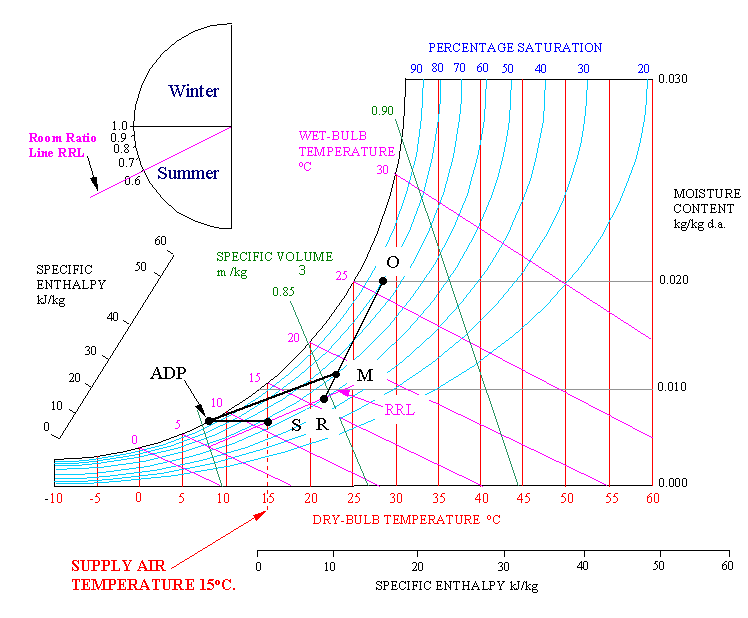 PERCENTAGE SATURATION
90 80 70 60 50 40 30 20
0.030
Winter
1.0
0.9
0.8
0.7
0.6
Room Ratio
Line RRL
Summer
0.90
WET-BULB
TEMPERATURE
ºC
30
MOISTURE
CONTENT
kg/kg d.a.
SPECIFIC VOLUME
m /kg
3
0.85
O
25
0.020
SPECIFIC
ENTHALPY
kJ/kg
60
50
40
30
20
10
0
20
ADP
15
M
0.010
10
RRL
5
S R
0
0.000
-10 -5 0 5 10 15 20 25 30 35 40 45 50 55 60
DRY-BULB TEMPERATURE ºC
SUPPLY AIR
TEMPERATURE 15ºC.
0 10 20 30 40 50 60
SPECIFIC ENTHALPY kJ/kg